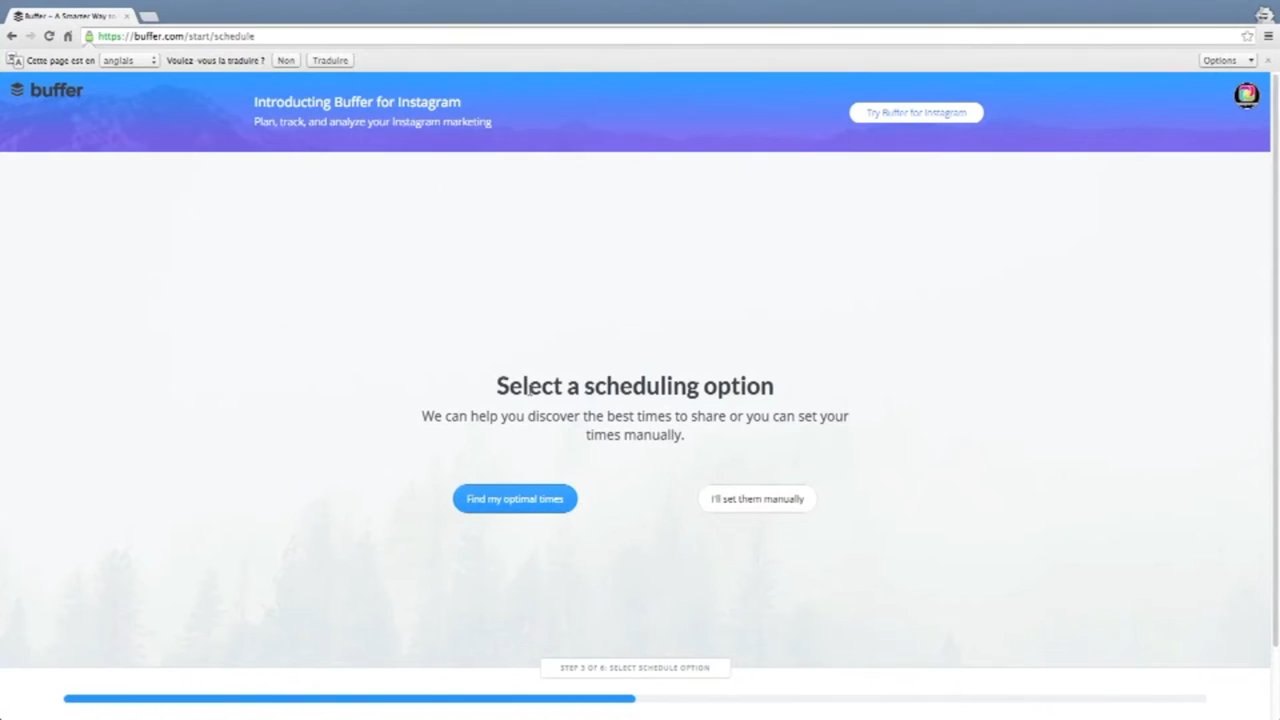 Buffer - A Smarter Way to
https://buffer.com/start/schedule
Cette page est en anglais Voulez-vous la traduire ? Non Traduire Options
buffer
Introducing Buffer for Instagram
Plan, track, and analyze your Instagram marketing
Try Buffer for Instagram
Select a scheduling option
We can help you discover the best times to share or you can set your
times manually.
Find my optimal times
I'll set them manually
STEP 3 OF 6: SELECT SCHEDULE OPTION